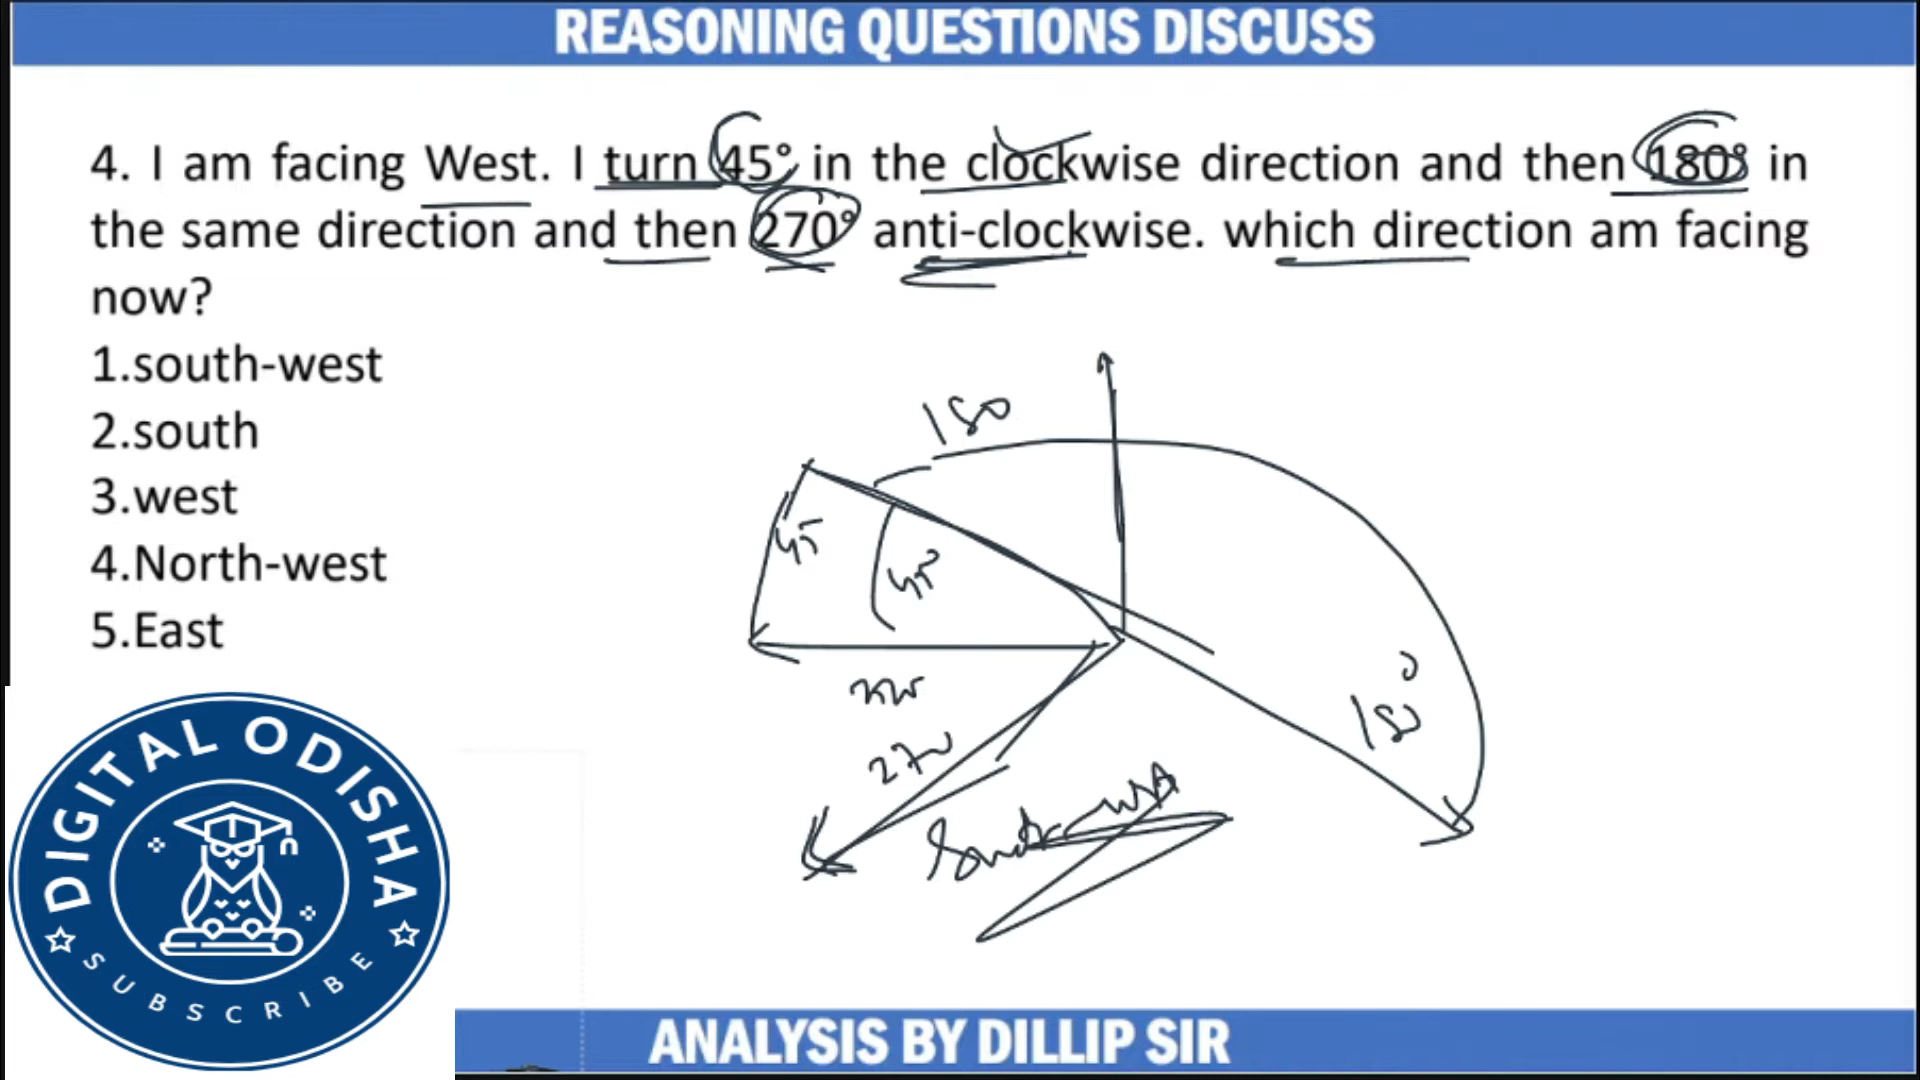 REASONING QUESTIONS DISCUSS
4. I am facing West. I turn 45° in the clockwise direction and then 180° in
the same direction and then 270° anti-clockwise. which direction am facing
now?
1.south-west
2.south
3.west
4.North-west
5.East
180
45
45°
180°
270
DIGITAL ODISHA
SUBSCRIBE
ANALYSIS BY DILLIP SIR